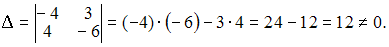 Δ = |−4 3; 4 −6| = (−4)·(−6)−3·4 = 24−12 = 12 ≠ 0.